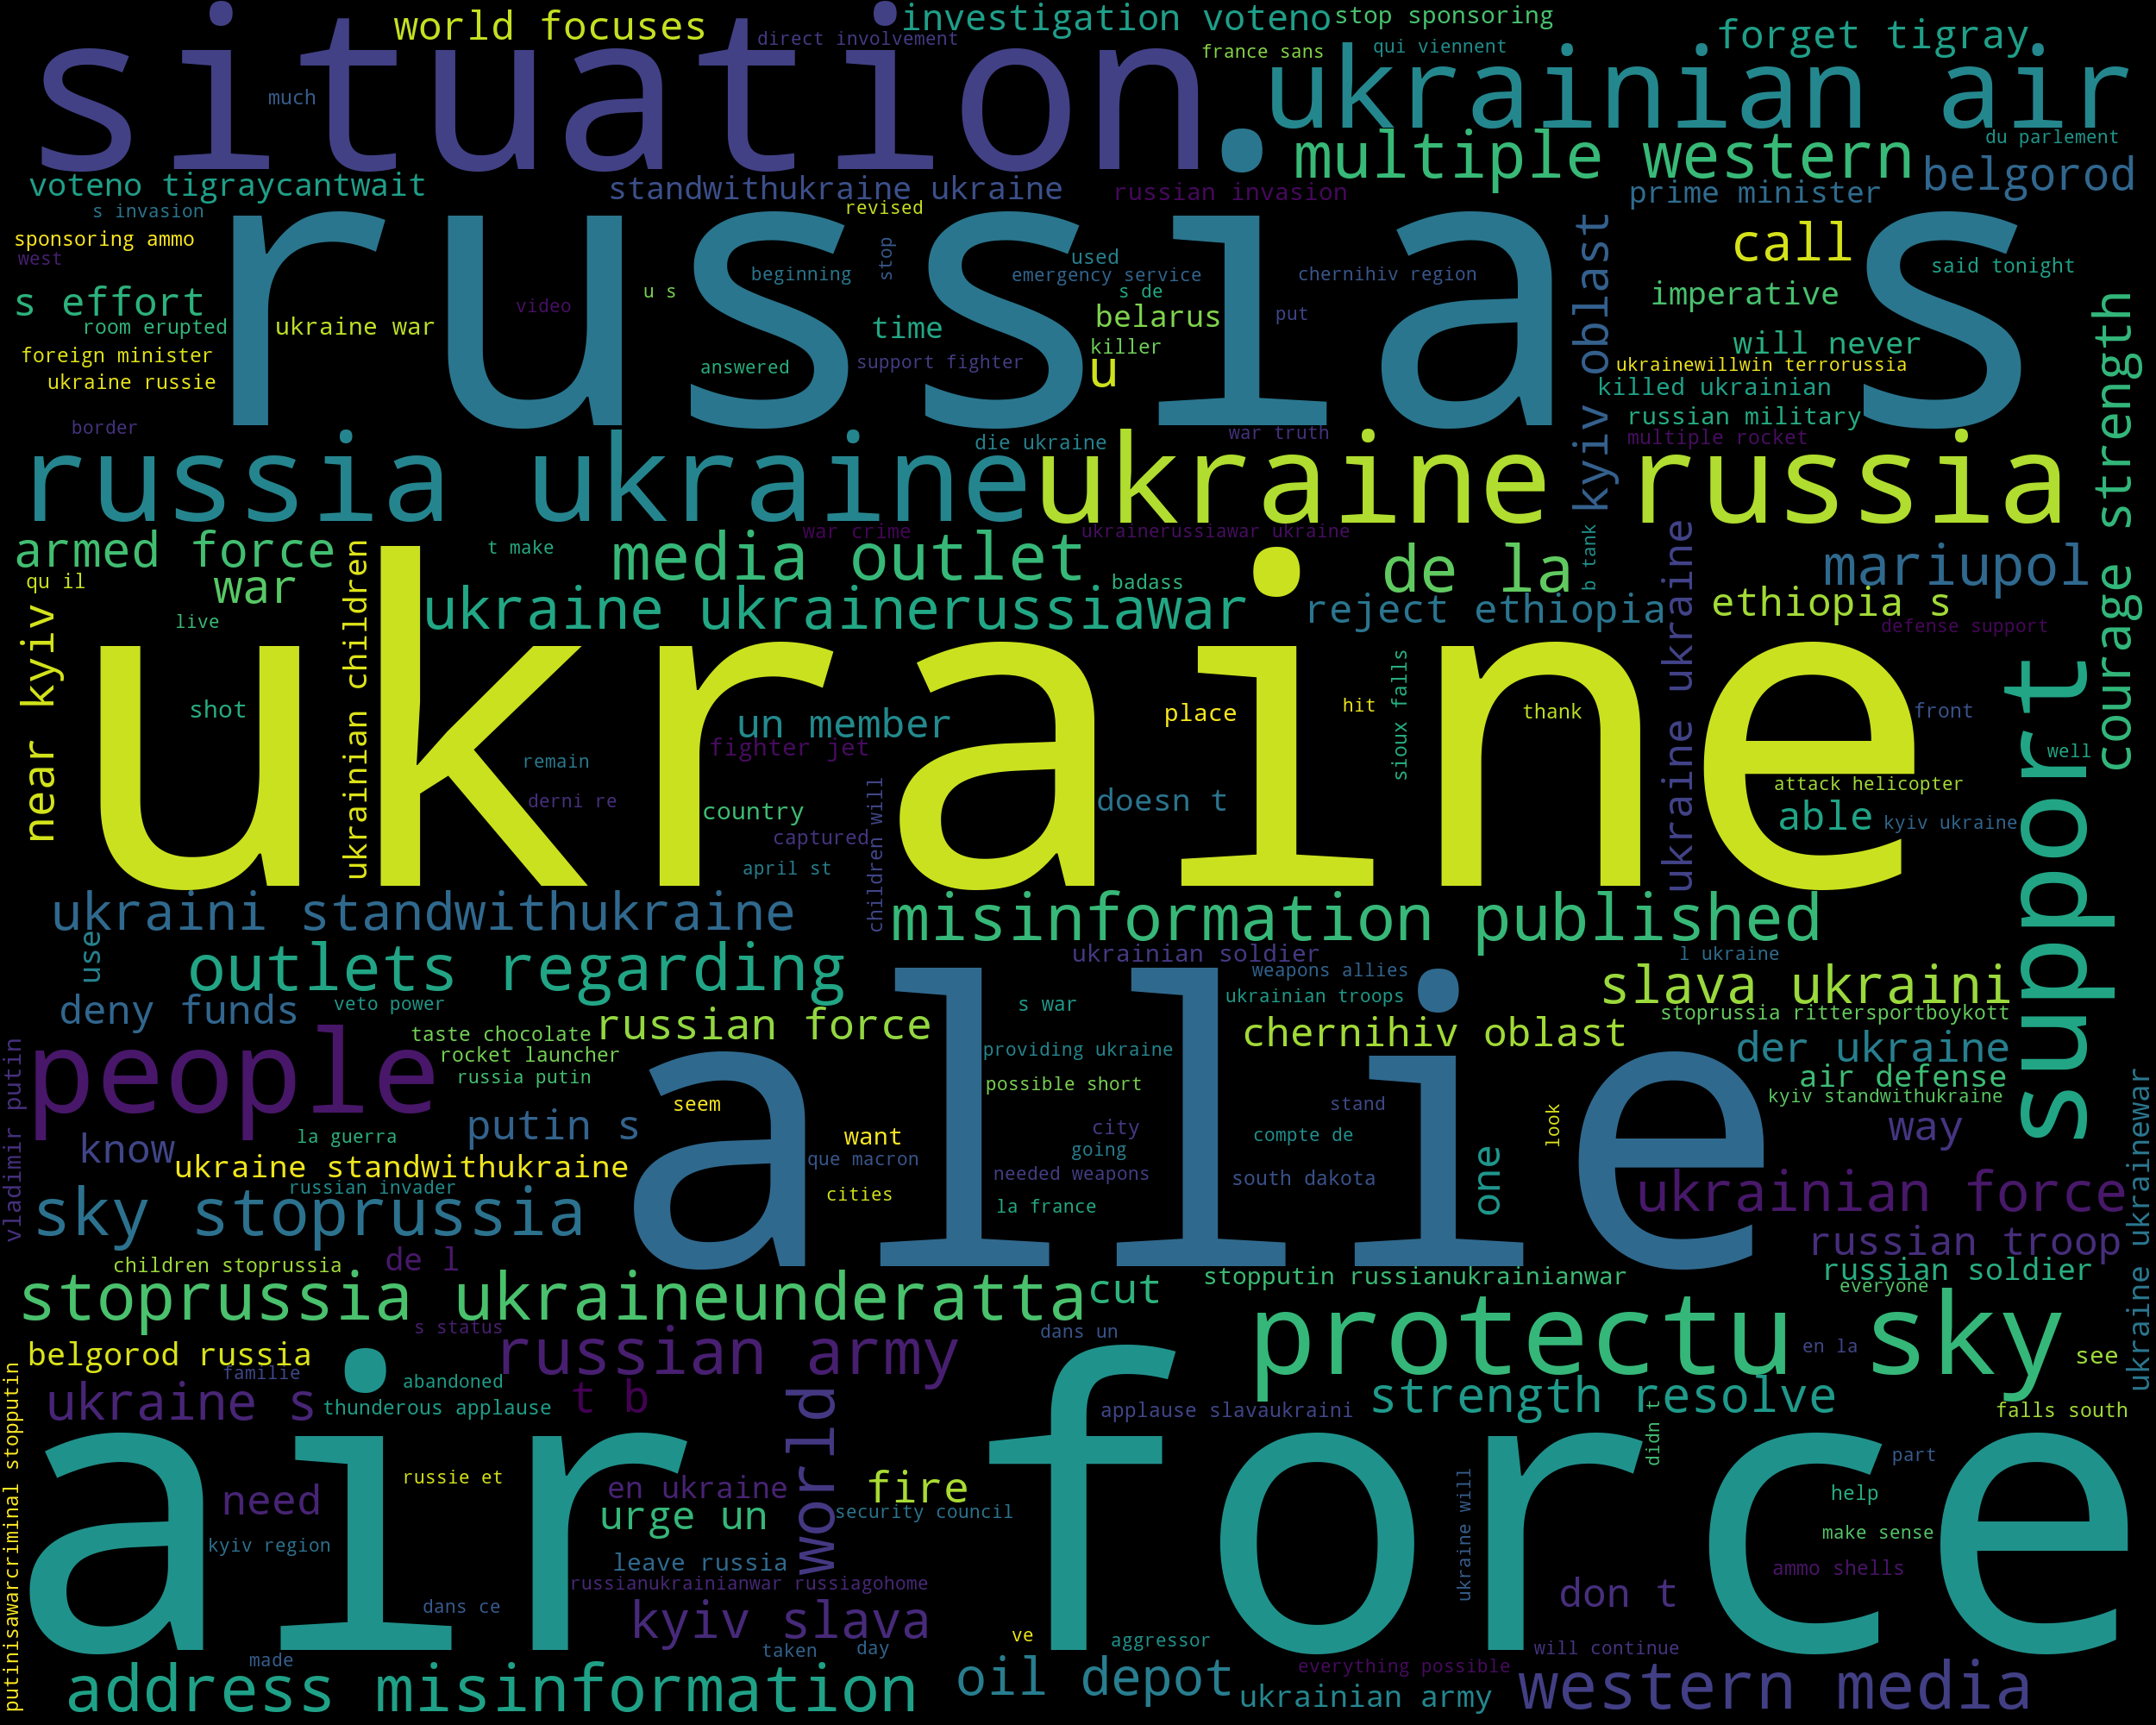 world focuses
direct involvement
investigation voteno
stop sponsoring
france sans
qui viennent
forget tigray
situation
much
ukrainian air
multiple western
du parlement
belgorod
voteno tigraycantwait
standwithukraine ukraine
russian invasion
prime minister
s invasion
revised
sponsoring ammo
west
russia s
call
said tonight
beginning
stop
used
emergency service
chernihiv region
kyiv oblast
imperative
s effort
room erupted
video
u s
s de
ukraine war
time
belarus
put
killer
will never
foreign minister
ukraine russie
answered
support fighter
u
ukrainewillwin terrorussia
killed ukrainian
russian military
courage strength
border
die ukraine
war truth
multiple rocket
russia ukraine
ukraine russia
armed force
t make
war crime
ukrainerussiawar ukraine
media outlet
badass
de la
b tank
mariupol
qu il
war
ukraine ukrainerussiawar
reject ethiopia
ethiopia s
live
defense support
near kyiv
ukrainian children
ukraine
shot
un member
place
hit
sioux falls
thank
ukraine ukraine
front
support
well
fighter jet
remain
derni re
country
captured
april st
children will
doesn t
attack helicopter
able
kyiv ukraine
ukraini standwithukraine
misinformation published
use
outlets regarding
ukrainian soldier
weapons allies
l ukraine
slava ukraini
deny funds
veto power
s war
ukrainian troops
stoprussia rittersportboykott
people
taste chocolate
rocket launcher
russia putin
russian force
allie
providing ukraine
possible short
chernihiv oblast
der ukraine
air defense
kyiv standwithukraine
vladimir putin
know
la guerra
putin s
seem
want
que macron
city
going
stand
compte de
look
way
ukraine standwithukraine
russian invader
cities
needed weapons
la france
south dakota
one
sky stoprussia
ukrainian force
russian troop
children stoprussia
de l
stopputin russianukrainianwar
russian soldier
everyone
ukraine ukrainewar
stoprussia ukraineunderatta
cut
protectu sky
s status
dans un
en la
see
belgorod russia
familie
russian army
abandoned
ukraine s
thunderous applause
t b
world
applause slavaukraini
strength resolve
didn t
falls south
putinisawarcriminal stopputin
air force
russie et
need
en ukraine
fire
urge un
security council
part
help
kyiv region
leave russia
make sense
ukraine will
russianukrainianwar russiagohome
ammo shells
dans ce
kyiv slava
don t
made
taken
day
ve
aggressor
will continue
address misinformation
oil depot
everything possible
ukrainian army
western media